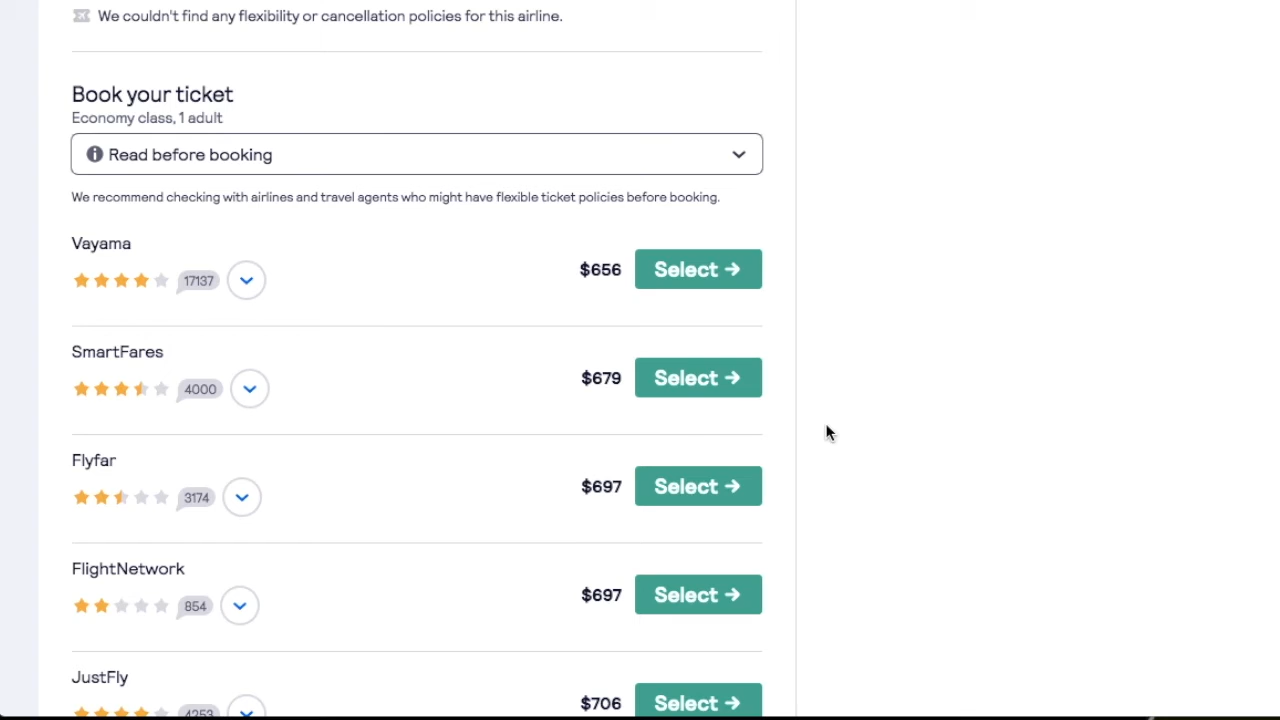 We couldn't find any flexibility or cancellation policies for this airline.
Book your ticket
Economy class, 1 adult
Read before booking
We recommend checking with airlines and travel agents who might have flexible ticket policies before booking.
Vayama
17137
$656
Select →
SmartFares
4000
$679
Select →
Flyfar
3174
$697
Select →
FlightNetwork
854
$697
Select →
JustFly
4253
$706
Select →